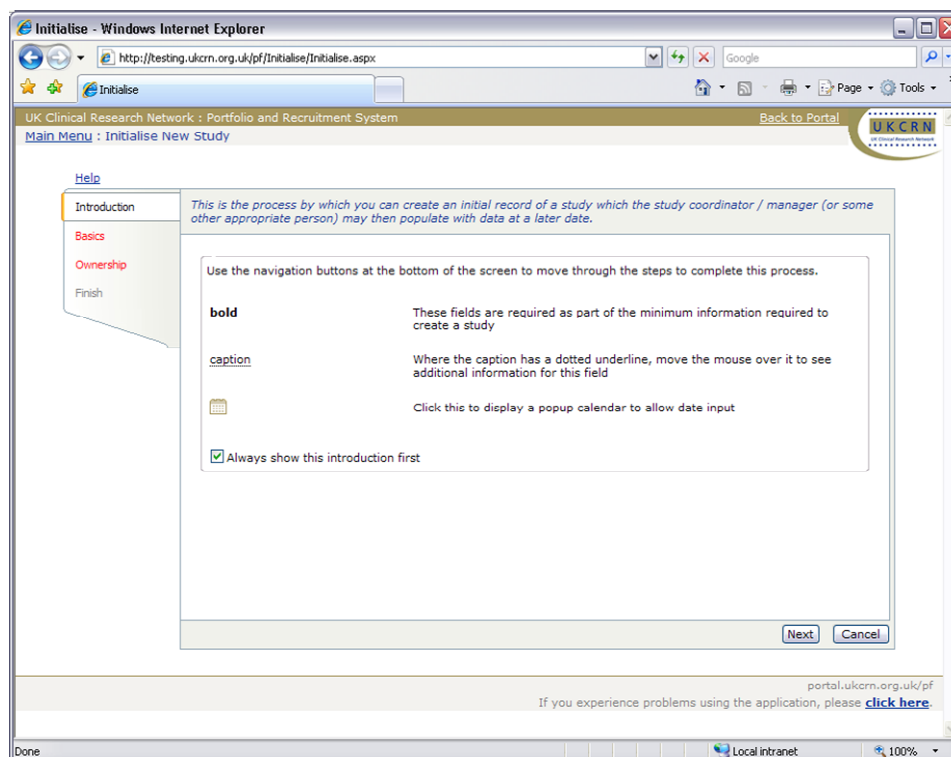 Initialise - Windows Internet Explorer
http://testing.ukcrn.org.uk/pf/Initialise/Initialise.aspx
Google
Initialise
Page
Tools
UK Clinical Research Network : Portfolio and Recruitment System
Back to Portal
UKCRN
UK Clinical Research Network
Main Menu : Initialise New Study
Help
Introduction
Basics
Ownership
Finish
This is the process by which you can create an initial record of a study which the study coordinator / manager (or some
other appropriate person) may then populate with data at a later date.
Use the navigation buttons at the bottom of the screen to move through the steps to complete this process.
bold
These fields are required as part of the minimum information required to
create a study
caption
Where the caption has a dotted underline, move the mouse over it to see
additional information for this field
Click this to display a popup calendar to allow date input
Always show this introduction first
Next
Cancel
portal.ukcrn.org.uk/pf
If you experience problems using the application, please click here.
Done
Local intranet
100%